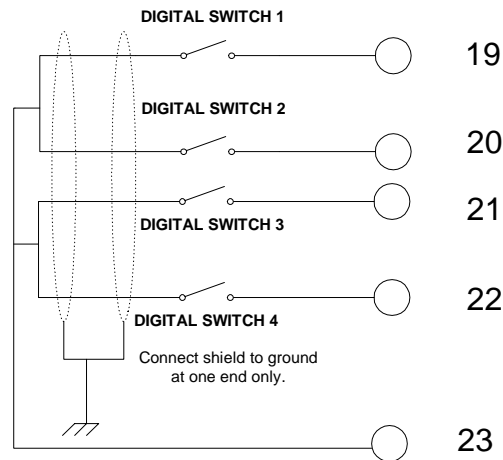 DIGITAL SWITCH 1
19
DIGITAL SWITCH 2
20
21
DIGITAL SWITCH 3
22
DIGITAL SWITCH 4
Connect shield to ground
at one end only.
23